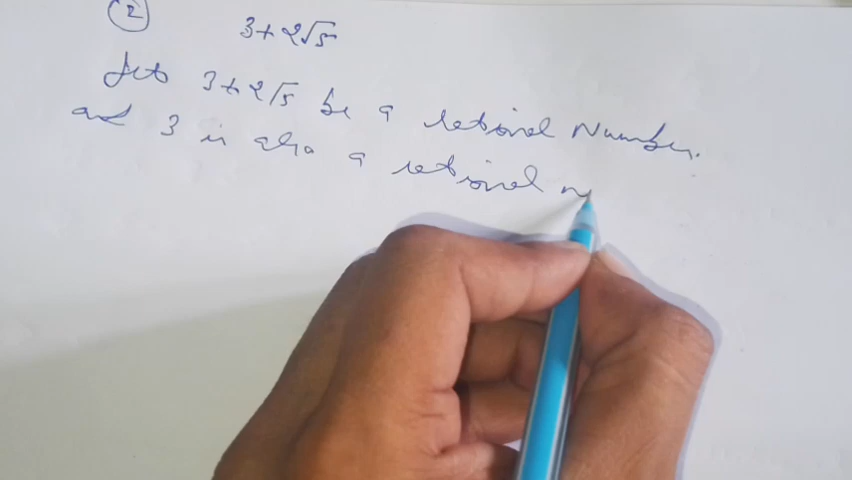 2
3+2√5
Let 3+2√5 be a rational Number.
and 3 is also a rational n